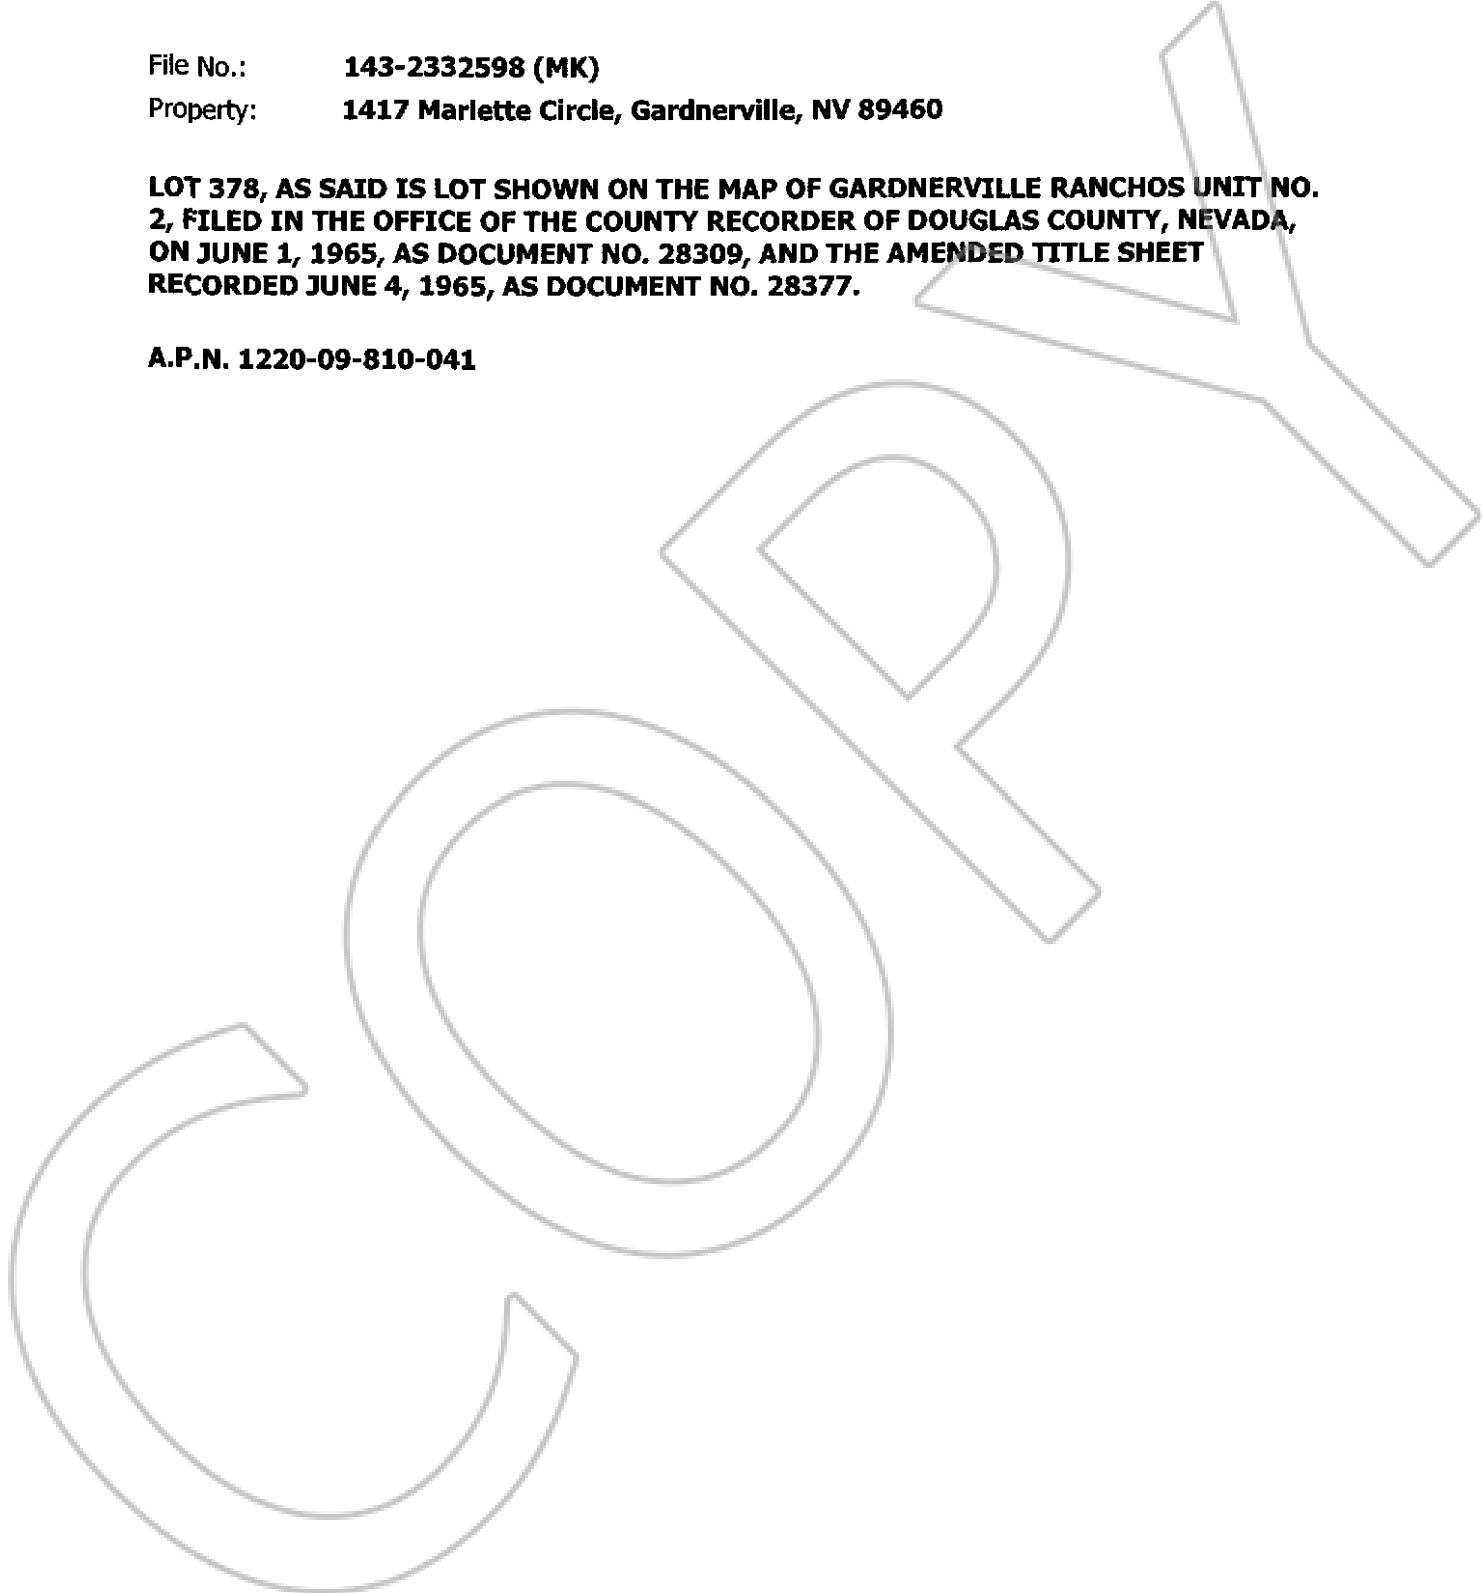 File No.: 143-2332598 (MK)
Property: 1417 Marlette Circle, Gardnerville, NV 89460
LOT 378, AS SAID IS LOT SHOWN ON THE MAP OF GARDNERVILLE RANCHOS UNIT NO.
2, FILED IN THE OFFICE OF THE COUNTY RECORDER OF DOUGLAS COUNTY, NEVADA,
ON JUNE 1, 1965, AS DOCUMENT NO. 28309, AND THE AMENDED TITLE SHEET
RECORDED JUNE 4, 1965, AS DOCUMENT NO. 28377.
A.P.N. 1220-09-810-041
COPY